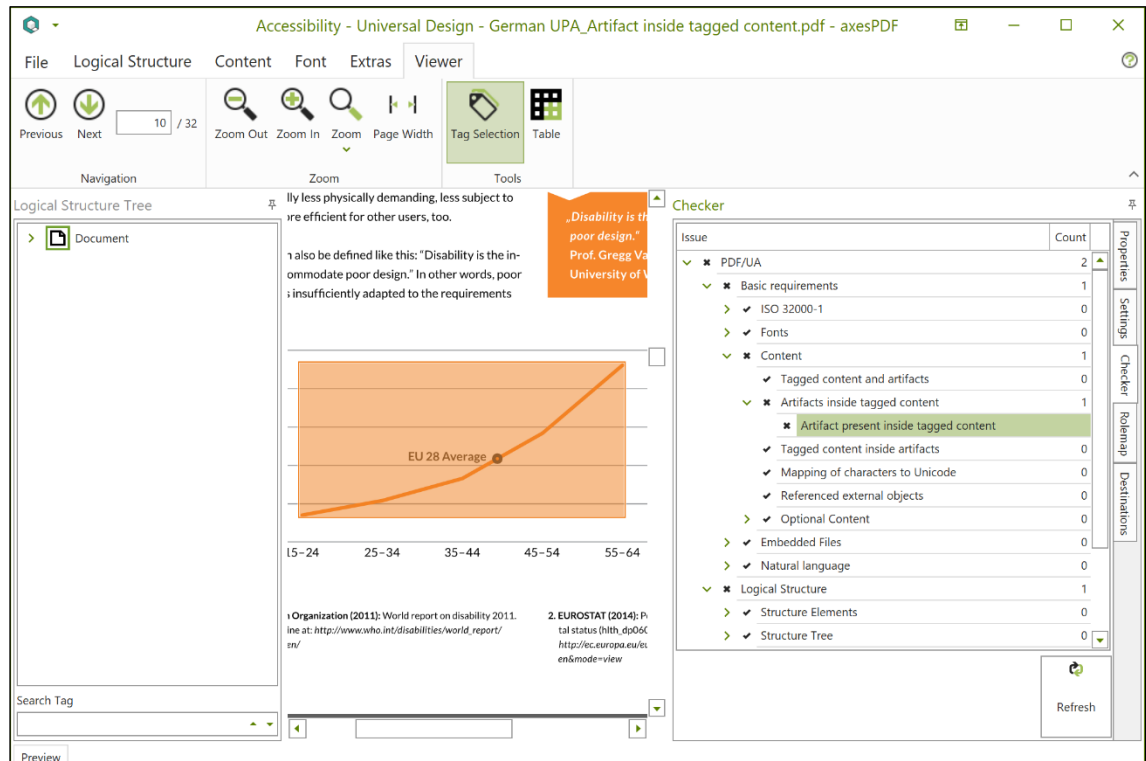 Accessibility - Universal Design - German UPA_Artifact inside tagged content.pdf - axesPDF
File Logical Structure Content Font Extras Viewer
Previous Next 10 / 32 Zoom Out Zoom In Zoom Page Width Tag Selection Table
Navigation Zoom Tools
Logical Structure Tree
Document
Search Tag
Preview
lly less physically demanding, less subject to
ore efficient for other users, too.
also be defined like this: “Disability is the in-
ommodate poor design.” In other words, poor
s insufficiently adapted to the requirements
„Disability is th
poor design.“
Prof. Gregg Va
University of
EU 28 Average
15–24 25–34 35–44 45–54 55–64
Organization (2011): World report on disability 2011.
ine at: http://www.who.int/disabilities/world_report/
en/
2. EUROSTAT (2014): P
tal status (hlth_dp060
http://ec.europa.eu/eu
en&mode=view
Checker
Issue Count
PDF/UA 2
Basic requirements 1
ISO 32000-1 0
Fonts 0
Content 1
Tagged content and artifacts 0
Artifacts inside tagged content 1
Artifact present inside tagged content
Tagged content inside artifacts 0
Mapping of characters to Unicode 0
Referenced external objects 0
Optional Content 0
Embedded Files 0
Natural language 0
Logical Structure 1
Structure Elements 0
Structure Tree 0
Refresh
Properties
Settings
Checker
Rolemap
Destinations